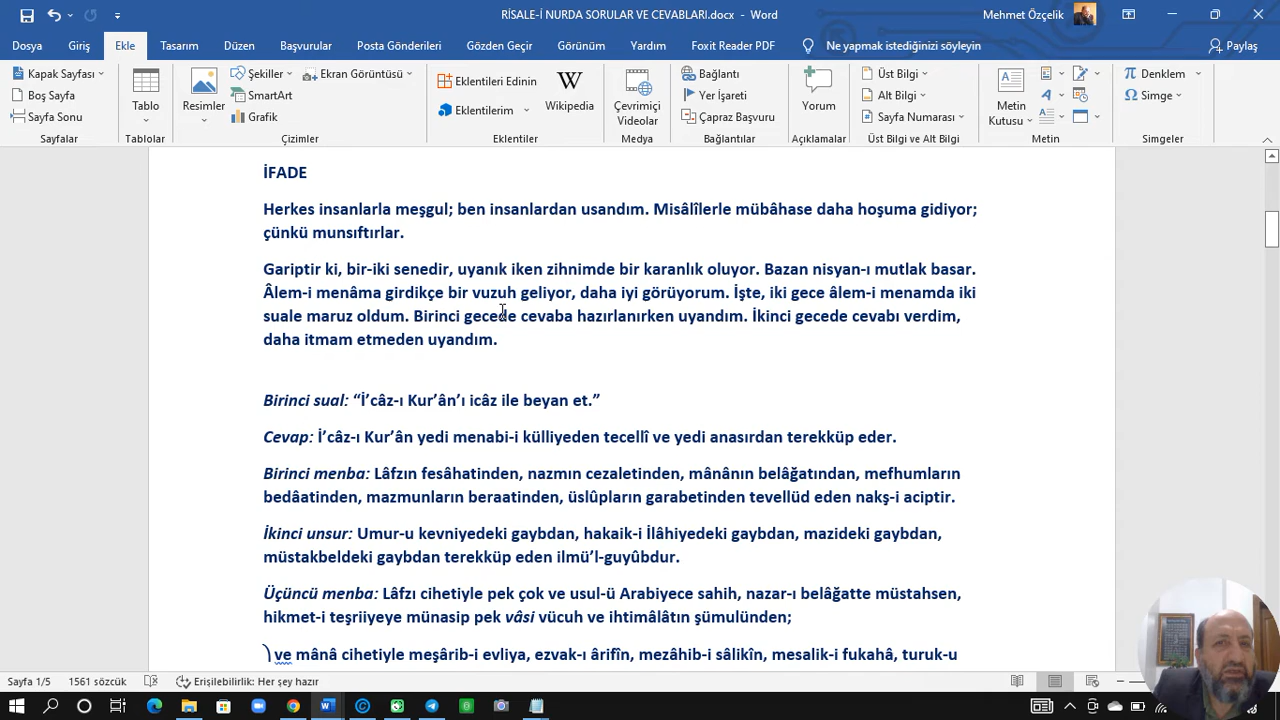 RİSALE-İ NURDA SORULAR VE CEVABLARI.docx - Word
Mehmet Özçelik
Dosya Giriş Ekle Tasarım Düzen Başvurular Posta Gönderileri Gözden Geçir Görünüm Yardım Foxit Reader PDF Ne yapmak istediğinizi söyleyin Paylaş
Kapak Sayfası
Boş Sayfa
Sayfa Sonu
Sayfalar
Tablo
Tablolar
Resimler
Şekiller
SmartArt
Grafik
Ekran Görüntüsü
Çizimler
Eklentileri Edinin
Eklentilerim
W
Wikipedia
Eklentiler
Çevrimiçi
Videolar
Medya
Bağlantı
Yer İşareti
Çapraz Başvuru
Bağlantılar
Yorum
Açıklamalar
Üst Bilgi
Alt Bilgi
Sayfa Numarası
Üst Bilgi ve Alt Bilgi
Metin
Kutusu
Metin
Denklem
Simge
Simgeler
İFADE
Herkes insanlarla meşgul; ben insanlardan usandım. Misâlîlerle mübâhase daha hoşuma gidiyor;
çünkü munsıftırlar.
Gariptir ki, bir-iki senedir, uyanık iken zihnimde bir karanlık oluyor. Bazan nisyan-ı mutlak basar.
Âlem-i menâma girdikçe bir vuzuh geliyor, daha iyi görüyorum. İşte, iki gece âlem-i menamda iki
suale maruz oldum. Birinci gecede cevaba hazırlanırken uyandım. İkinci gecede cevabı verdim,
daha itmam etmeden uyandım.
Birinci sual: “İ’câz-ı Kur’ân’ı icâz ile beyan et.”
Cevap: İ’câz-ı Kur’ân yedi menabi-i külliyeden tecellî ve yedi anasırdan terekküp eder.
Birinci menba: Lâfzın fesâhatinden, nazmın cezaletinden, mânânın belâğatından, mefhumların
bedâatinden, mazmunların beraatinden, üslûpların garabetinden tevellüd eden nakş-i aciptir.
İkinci unsur: Umur-u kevniyedeki gaybdan, hakaik-i İlâhiyedeki gaybdan, mazideki gaybdan,
müstakbeldeki gaybdan terekküp eden ilmü’l-guyûbdur.
Üçüncü menba: Lâfzı cihetiyle pek çok ve usul-ü Arabiyece sahih, nazar-ı belâğatte müstahsen,
hikmet-i teşriiyeye münasip pek vâsi vücuh ve ihtimâlâtın şümulünden;
) ve mânâ cihetiyle meşârib-i evliya, ezvak-ı ârifîn, mezâhib-i sâlikîn, mesalik-i fukahâ, turuk-u
Sayfa 1/5 1561 sözcük Erişilebilirlik: Her şey hazır